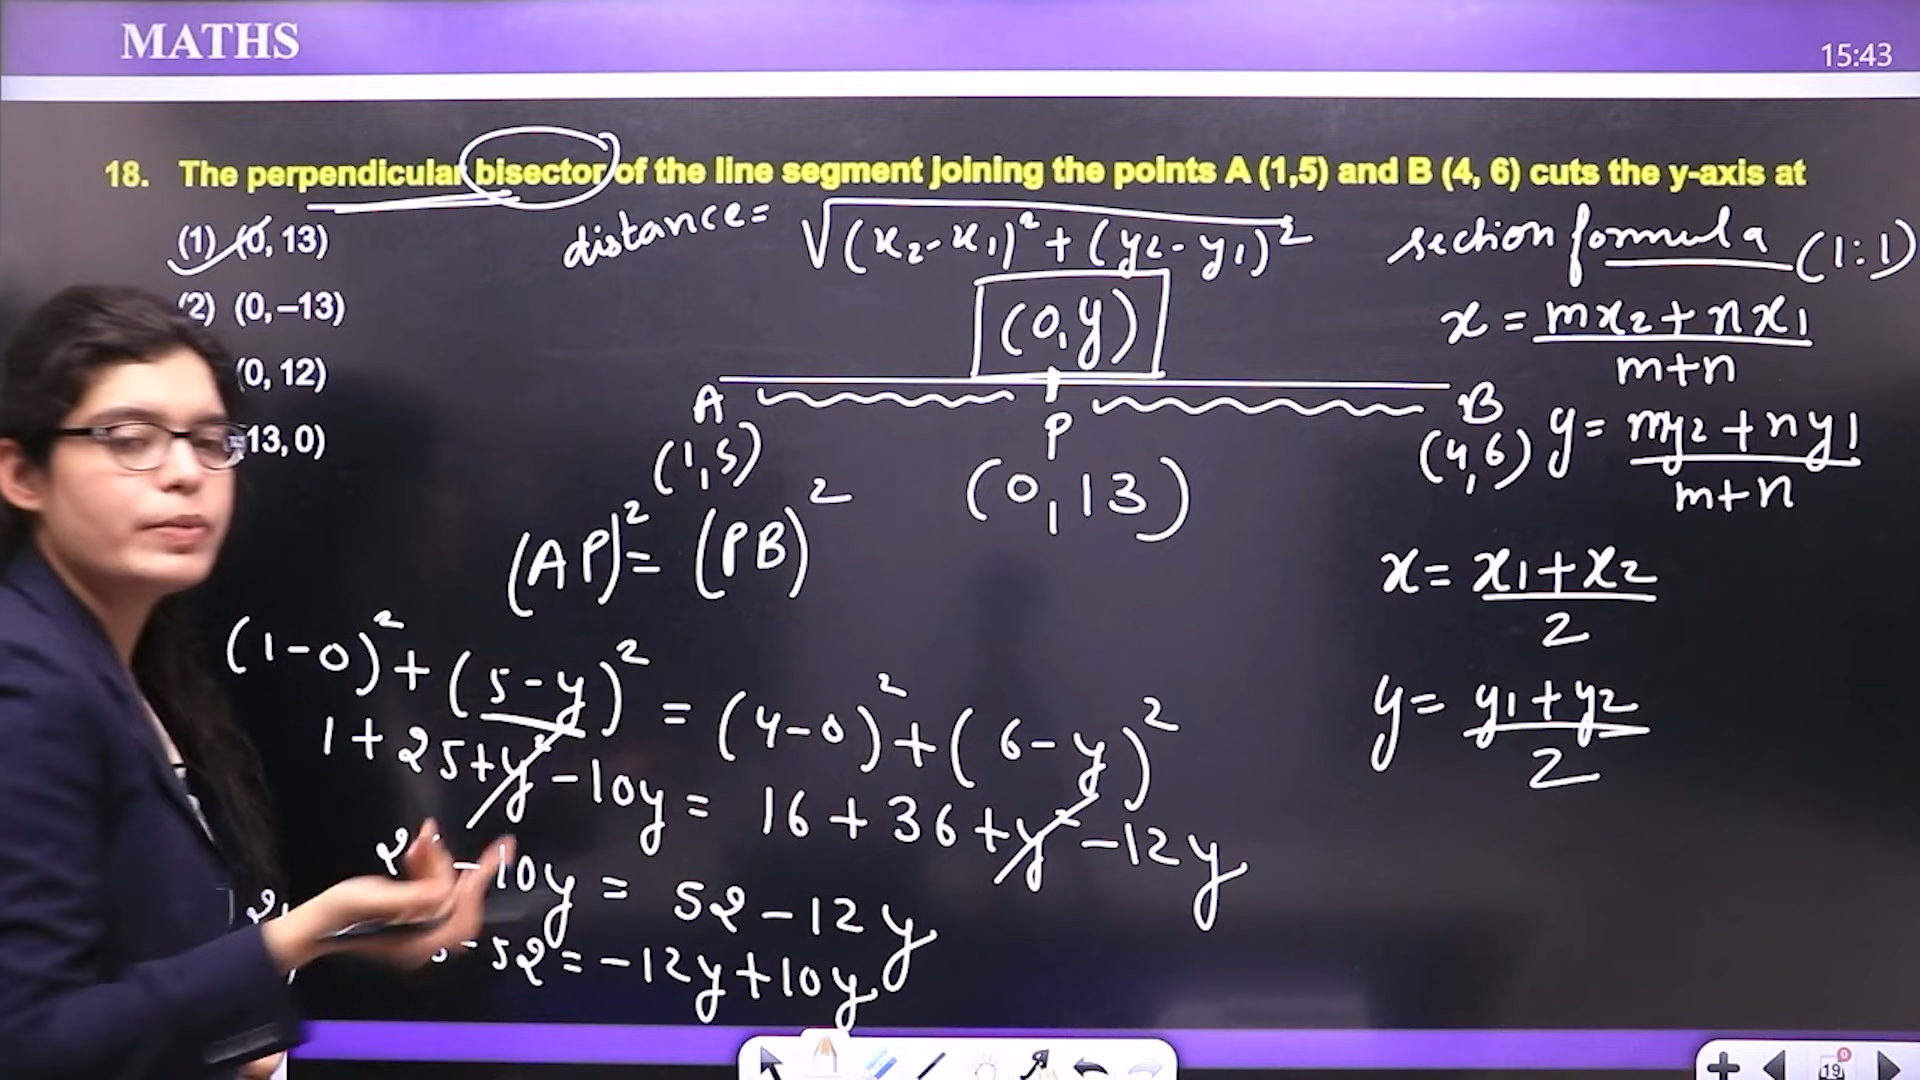 MATHS
15:43
18. The perpendicular bisector of the line segment joining the points A (1,5) and B (4, 6) cuts the y-axis at
(1) (0, 13)
(2) (0, –13)
(0, 12)
13, 0)
distance = √(x₂-x₁)² + (y₂-y₁)²
section formula (1:1)
(0, y)
x = mx₂ + nx₁ / m+n
A P B
(1, 5) (4, 6)
(0, 13)
y = my₂ + ny₁ / m+n
(AP)² = (PB)²
x = x₁ + x₂ / 2
y = y₁ + y₂ / 2
(1-0)² + (5-y)² = (4-0)² + (6-y)²
1 + 25 + y² - 10y = 16 + 36 + y² - 12y
-10y = 52 - 12y
- 52 = -12y + 10y
19